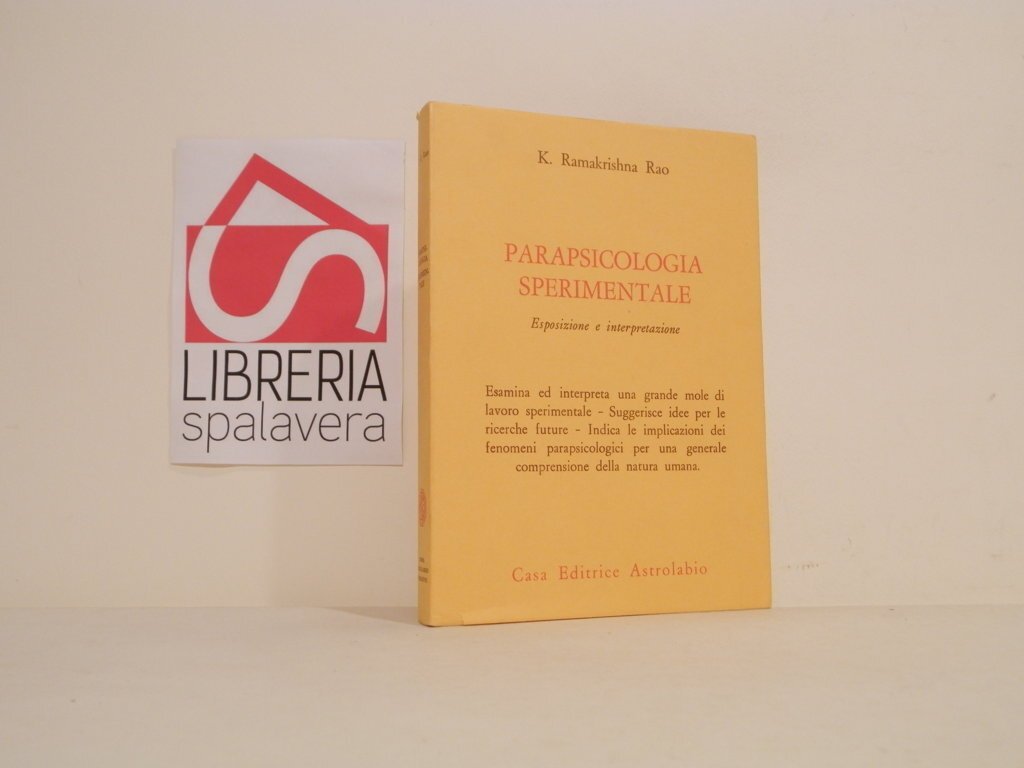 LIBRERIA
spalavera
K. Ramakrishna Rao
PARAPSICOLOGIA
SPERIMENTALE
Esposizione e interpretazione
Esamina ed interpreta una grande mole di
lavoro sperimentale – Suggerisce idee per le
ricerche future – Indica le implicazioni dei
fenomeni parapsicologici per una generale
comprensione della natura umana.
Casa Editrice Astrolabio